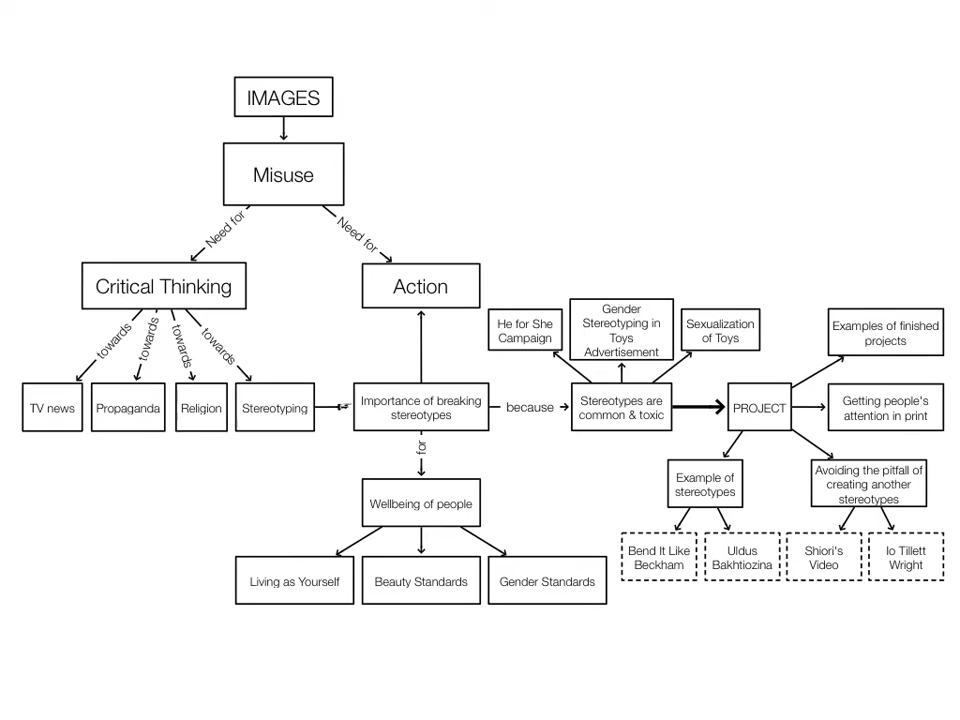 IMAGES
Misuse
Need for
Need for
Critical Thinking
Action
towards
towards
towards
towards
He for She
Campaign
Gender
Stereotyping in
Toys
Advertisement
Sexualization
of Toys
Examples of finished
projects
TV news
Propaganda
Religion
Stereotyping
Importance of breaking
stereotypes
because
Stereotypes are
common & toxic
PROJECT
Getting people's
attention in print
for
Wellbeing of people
Example of
stereotypes
Avoiding the pitfall of
creating another
stereotypes
Bend It Like
Beckham
Uldus
Bakhtiozina
Shiori's
Video
Io Tillett
Wright
Living as Yourself
Beauty Standards
Gender Standards